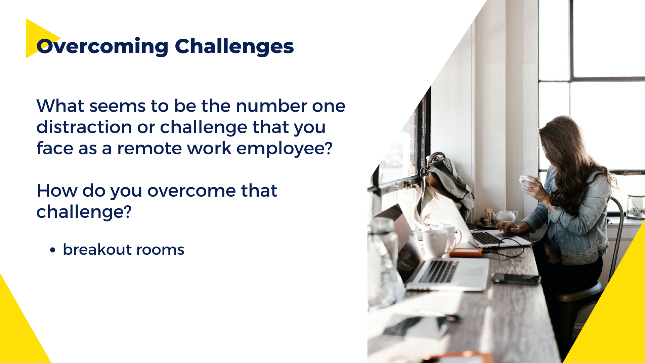 Overcoming Challenges
What seems to be the number one
distraction or challenge that you
face as a remote work employee?
How do you overcome that
challenge?
• breakout rooms